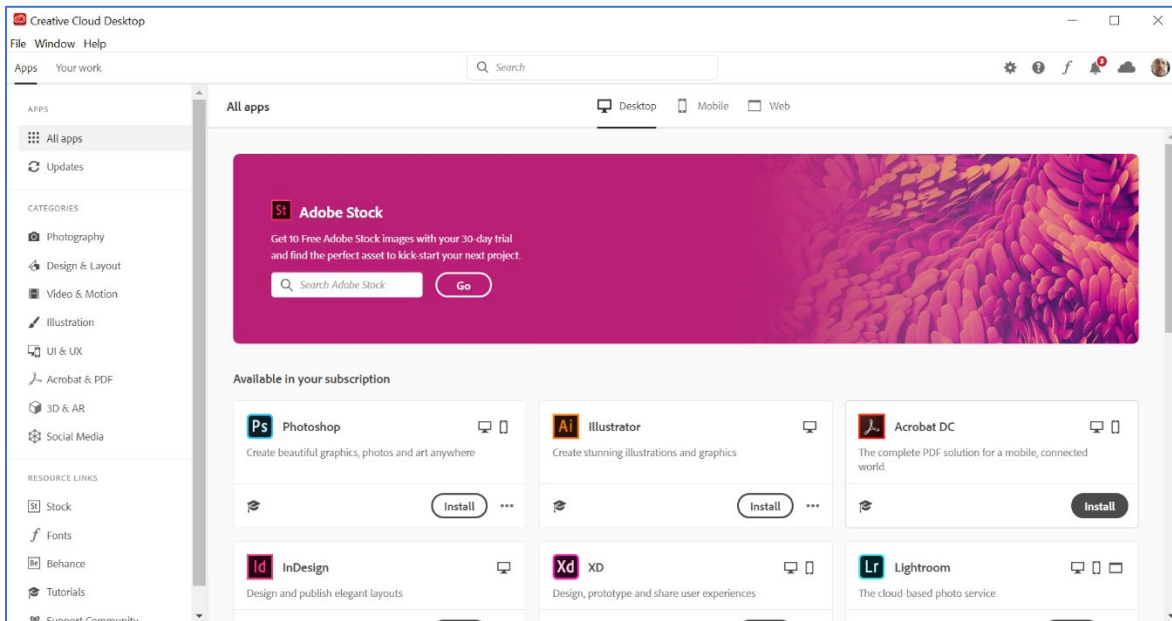 Creative Cloud Desktop
File Window Help
Apps Your work Search 3
APPS
All apps
Updates
CATEGORIES
Photography
Design & Layout
Video & Motion
Illustration
UI & UX
Acrobat & PDF
3D & AR
Social Media
RESOURCE LINKS
St Stock
f Fonts
Be Behance
Tutorials
Support Community
All apps Desktop Mobile Web
St Adobe Stock
Get 10 Free Adobe Stock images with your 30-day trial
and find the perfect asset to kick-start your next project.
Search Adobe Stock Go
Available in your subscription
Ps Photoshop
Create beautiful graphics, photos and art anywhere
Install
Ai Illustrator
Create stunning illustrations and graphics
Install
Acrobat DC
The complete PDF solution for a mobile, connected
world.
Install
Id InDesign
Design and publish elegant layouts
Xd XD
Design, prototype and share user experiences
Lr Lightroom
The cloud-based photo service